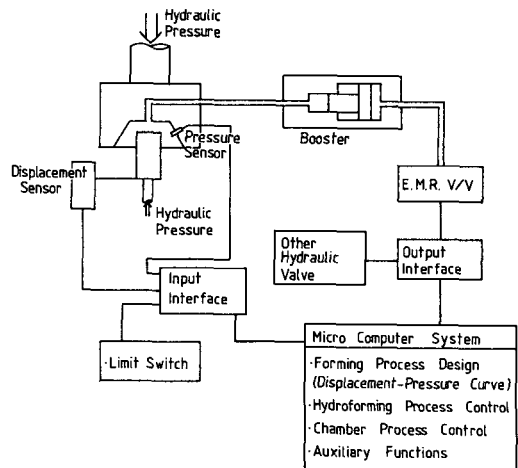 Hydraulic
Pressure
Pressure
Sensor
Booster
Displacement
Sensor
E.M.R. V/V
Hydraulic
Pressure
Other
Hydraulic
Valve
Output
Interface
Input
Interface
·Limit Switch
Micro Computer System
·Forming Process Design
(Displacement-Pressure Curve)
·Hydroforming Process Control
·Chamber Process Control
·Auxiliary Functions